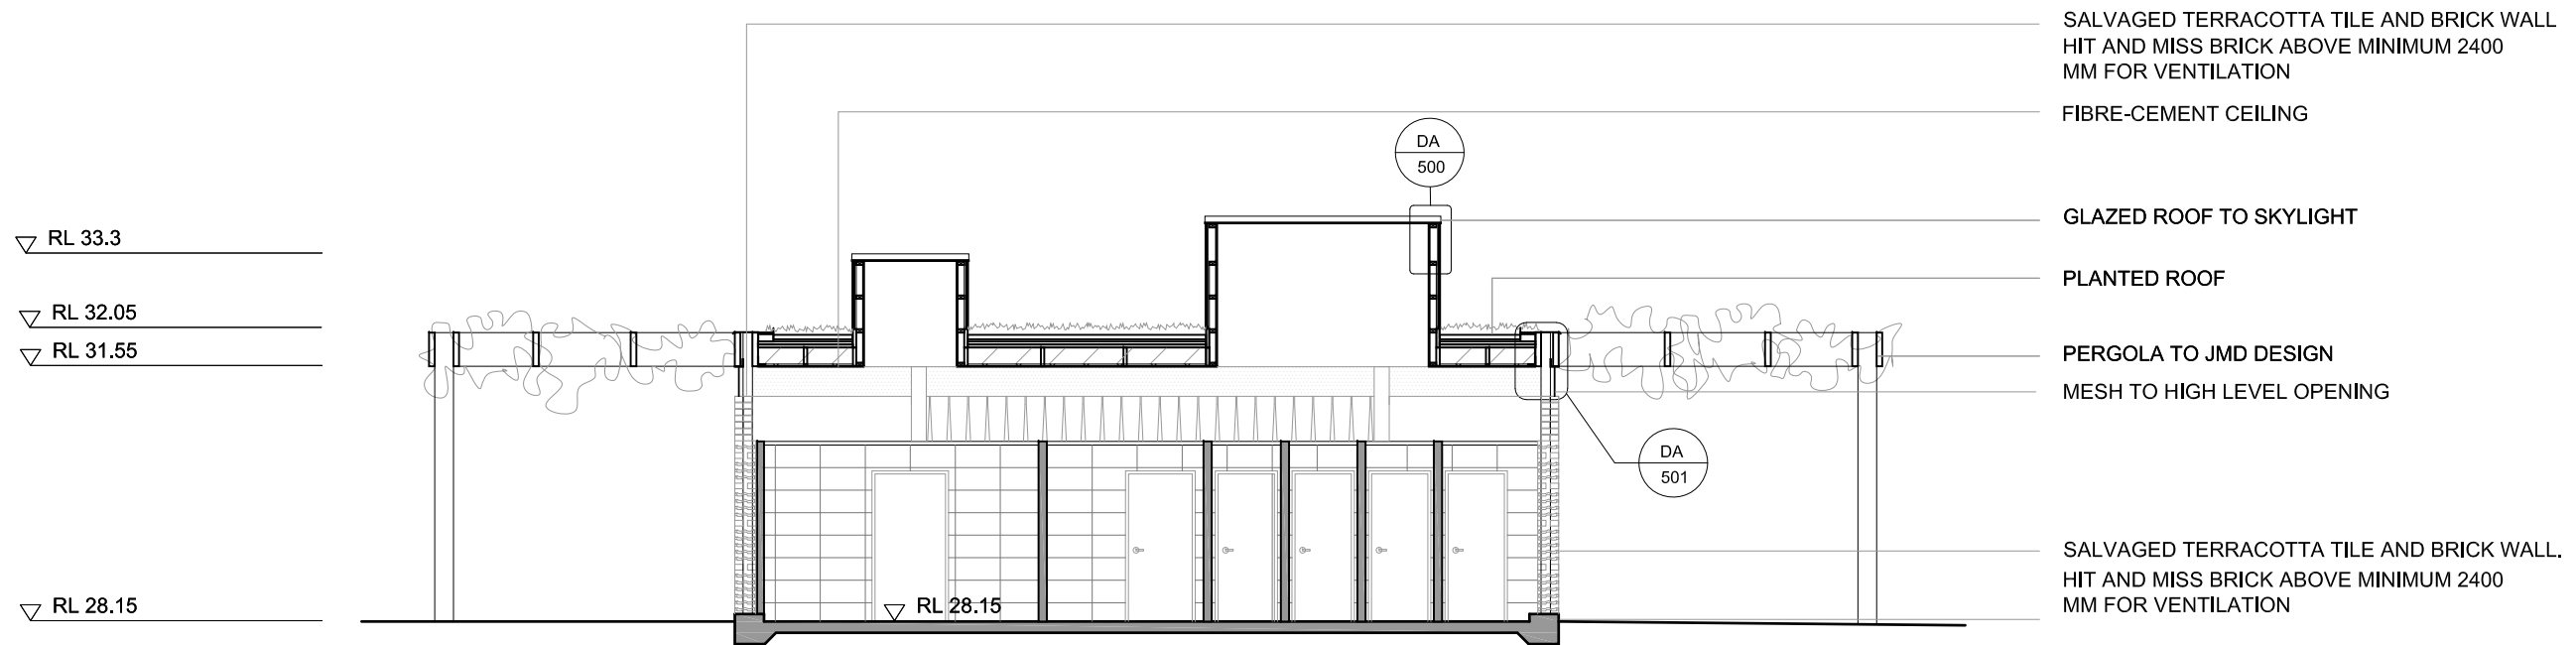 SALVAGED TERRACOTTA TILE AND BRICK WALL
HIT AND MISS BRICK ABOVE MINIMUM 2400
MM FOR VENTILATION
FIBRE-CEMENT CEILING
DA
500
GLAZED ROOF TO SKYLIGHT
RL 33.3
PLANTED ROOF
RL 32.05
RL 31.55
PERGOLA TO JMD DESIGN
MESH TO HIGH LEVEL OPENING
DA
501
SALVAGED TERRACOTTA TILE AND BRICK WALL.
HIT AND MISS BRICK ABOVE MINIMUM 2400
MM FOR VENTILATION
RL 28.15
RL 28.15